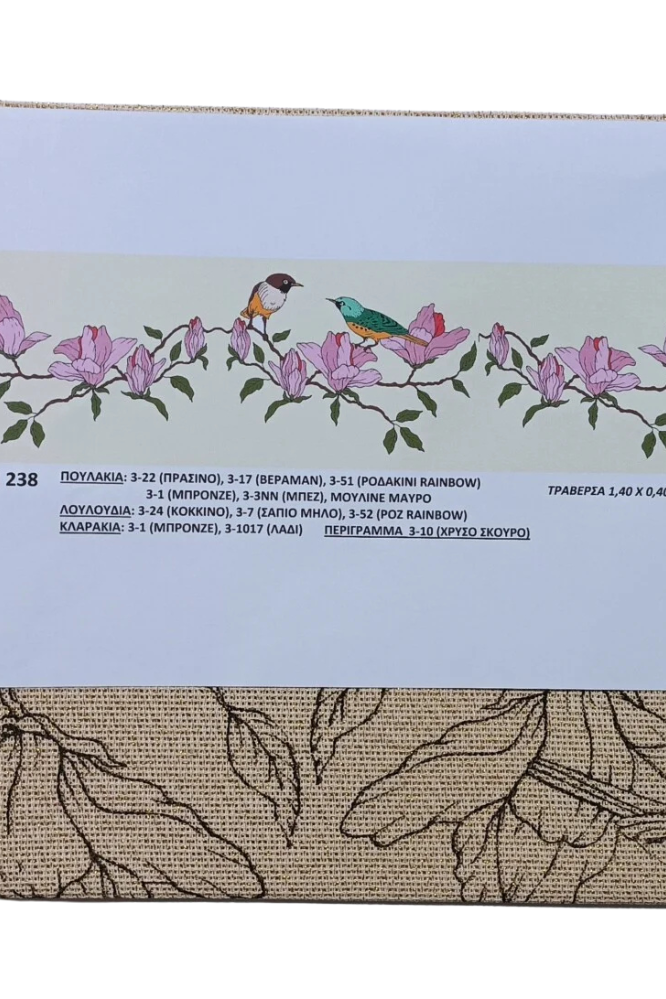 238 ΠΟΥΛΑΚΙΑ: 3-22 (ΠΡΑΣΙΝΟ), 3-17 (ΒΕΡΑΜΑΝ), 3-51 (ΡΟΔΑΚΙΝΙ RAINBOW)
3-1 (ΜΠΡΟΝΖΕ), 3-3ΝΝ (ΜΠΕΖ), ΜΟΥΛΙΝΕ ΜΑΥΡΟ
ΤΡΑΒΕΡΣΑ 1,40 Χ 0,40
ΛΟΥΛΟΥΔΙΑ: 3-24 (ΚΟΚΚΙΝΟ), 3-7 (ΣΑΠΙΟ ΜΗΛΟ), 3-52 (ΡΟΖ RAINBOW)
ΚΛΑΡΑΚΙΑ: 3-1 (ΜΠΡΟΝΖΕ), 3-1017 (ΛΑΔΙ) ΠΕΡΙΓΡΑΜΜΑ 3-10 (ΧΡΥΣΟ ΣΚΟΥΡΟ)